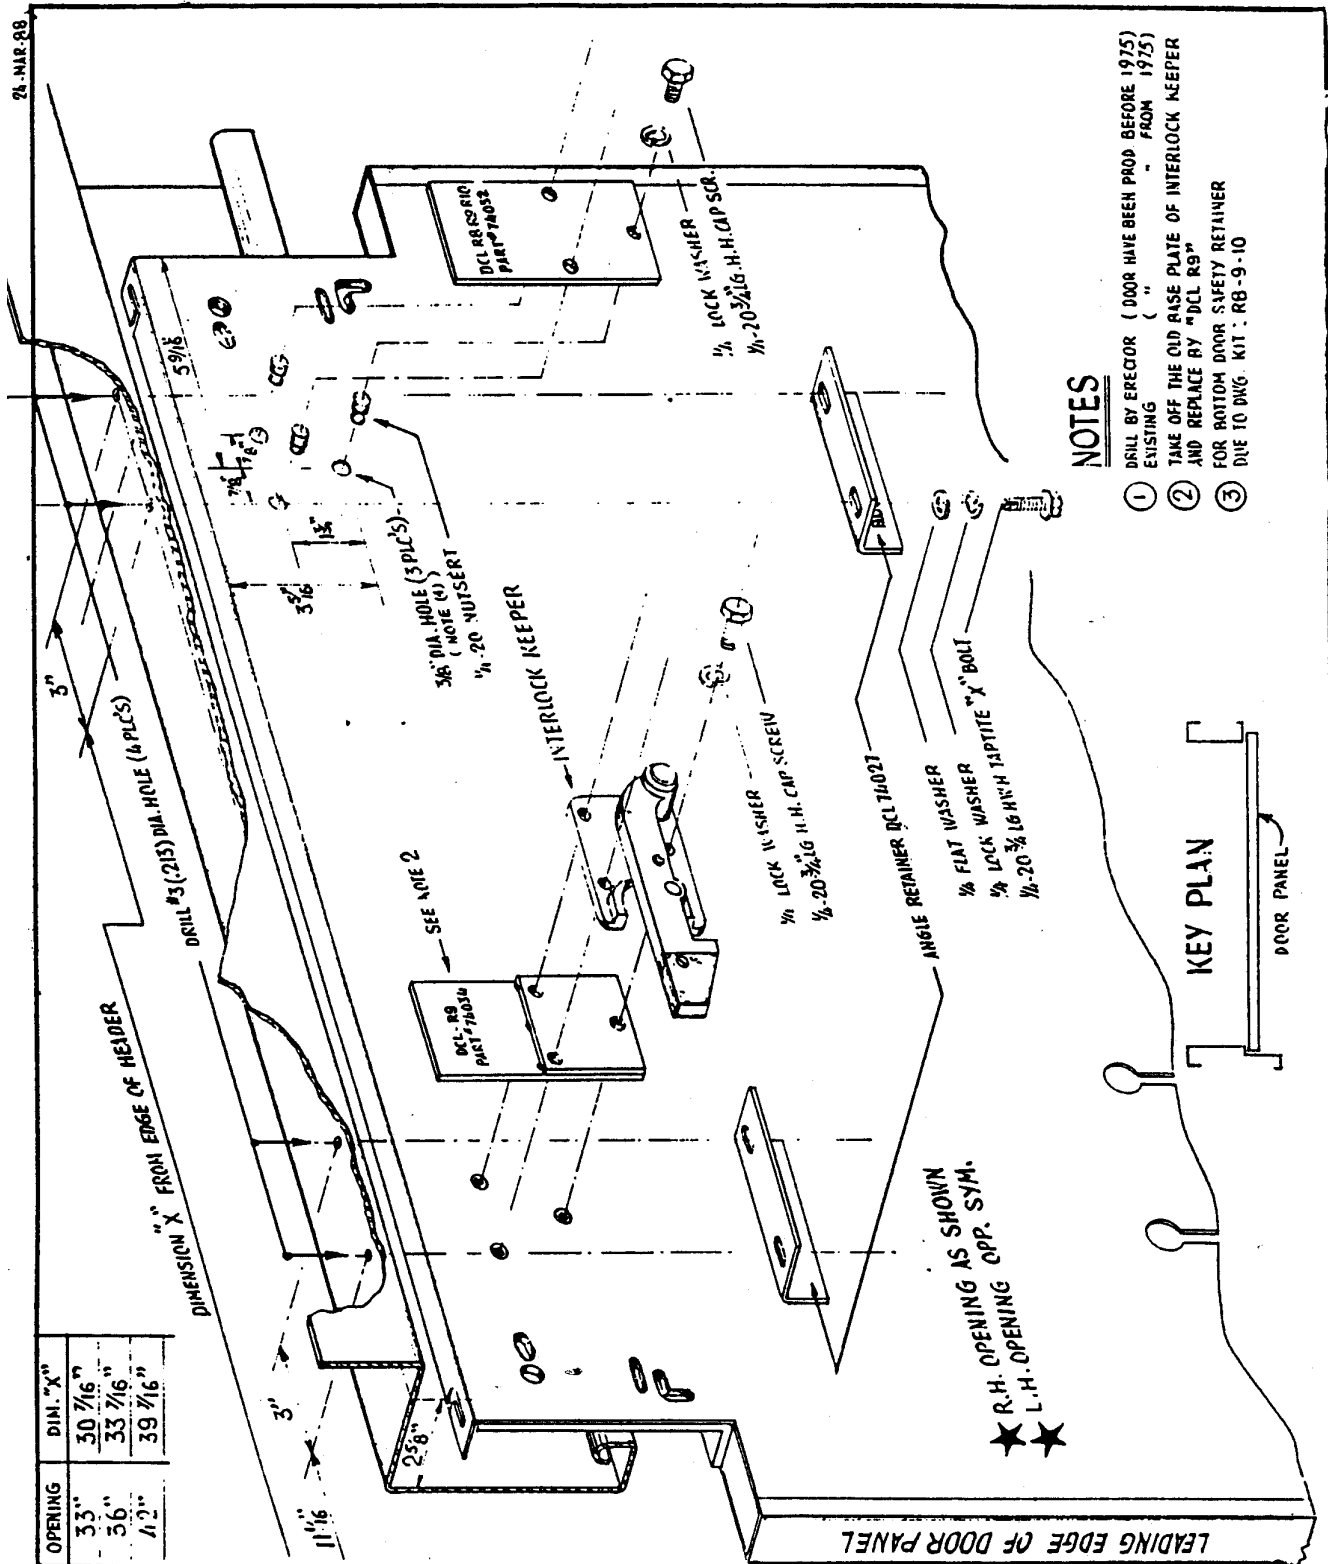 24-MAR-88
OPENING DIM. "X"
33" 30 7/16"
36" 33 7/16"
42" 39 7/16"
DIMENSION "X" FROM EDGE OF HEADER
DRILL #3 (.213) DIA. HOLE (4 PLC'S)
3"
3"
2 5/8"
5 9/16"
7/8"
7/8"
3 5/16"
3/8" DIA. HOLE (3 PLC'S)
1/4-20 NUTSERT
INTERLOCK KEEPER
SEE NOTE 2
DCL-R9
PART #74034
DCL R8 R9 R10
PART #74032
1/4 LOCK WASHER
1/4-20 3/4 LG. H.H. CAP SCR.
1/4 LOCK WASHER
1/4-20 3/4" LG H.H. CAP SCREW
ANGLE RETAINER DCL 74027
1/4 FLAT WASHER
1/4 LOCK WASHER
1/4-20 3/4 LG HWH TAPTITE "X" BOLT
★ R.H. OPENING AS SHOWN
★ L.H. OPENING OPP. SYM.
LEADING EDGE OF DOOR PANEL
KEY PLAN
DOOR PANEL
NOTES
① DRILL BY ERECTOR ( DOOR HAVE BEEN PROD BEFORE 1975)
EXISTING ( " - FROM 1975)
② TAKE OFF THE OLD BASE PLATE OF INTERLOCK KEEPER
AND REPLACE BY "DCL R9"
③ FOR BOTTOM DOOR SAFETY RETAINER
DUE TO DWG. KIT: R8-9-10